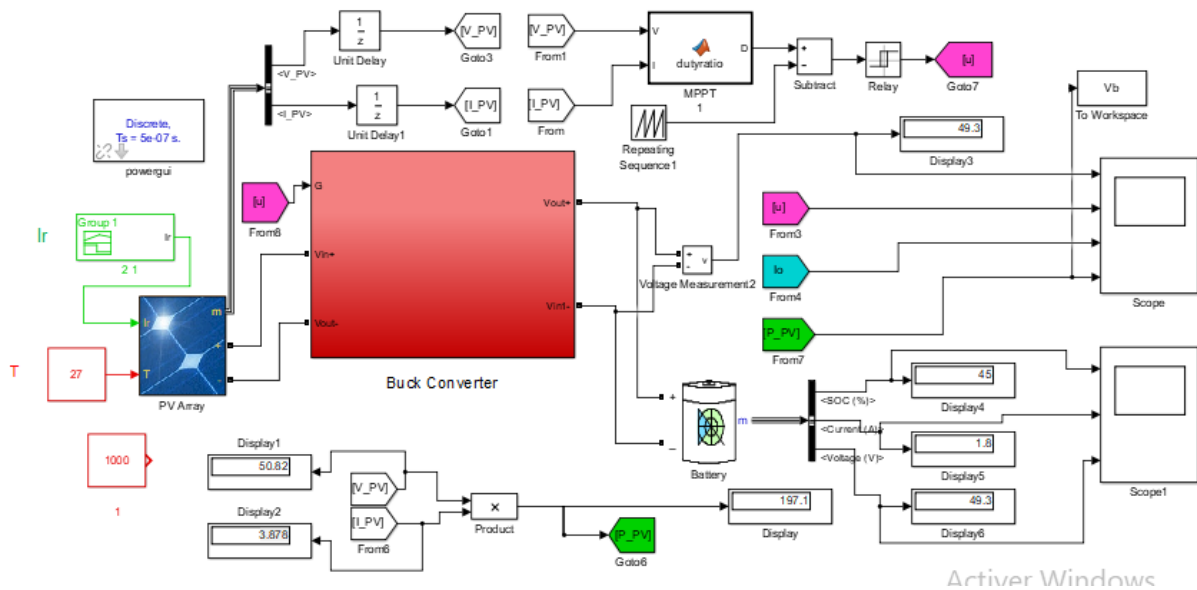 <V_PV>
<I_PV>
1
z
Unit Delay
[V_PV]
Goto3
[V_PV]
From1
V
I
D
dutyratio
MPPT
1
+
−
Subtract
Relay
[u]
Goto7
1
z
Unit Delay1
[I_PV]
Goto1
[I_PV]
From
Repeating
Sequence1
49.3
Display3
Vb
To Workspace
Discrete,
Ts = 5e-07 s.
powergui
[u]
From8
G
Vin+
Vout-
Vout+
Vin1-
Buck Converter
+
-
v
Voltage Measurement2
[u]
From3
Io
From4
[P_PV]
From7
Scope
Ir
Group 1
Ir
2 1
Ir
T
m
+
-
PV Array
T
27
1000
1
+
−
m
Battery
<SOC (%)>
<Current (A)>
<Voltage (V)>
45
Display4
1.8
Display5
49.3
Display6
Scope1
Display1
50.82
Display2
3.878
[V_PV]
[I_PV]
From6
×
Product
[P_PV]
Goto6
197.1
Display
Activer Windows